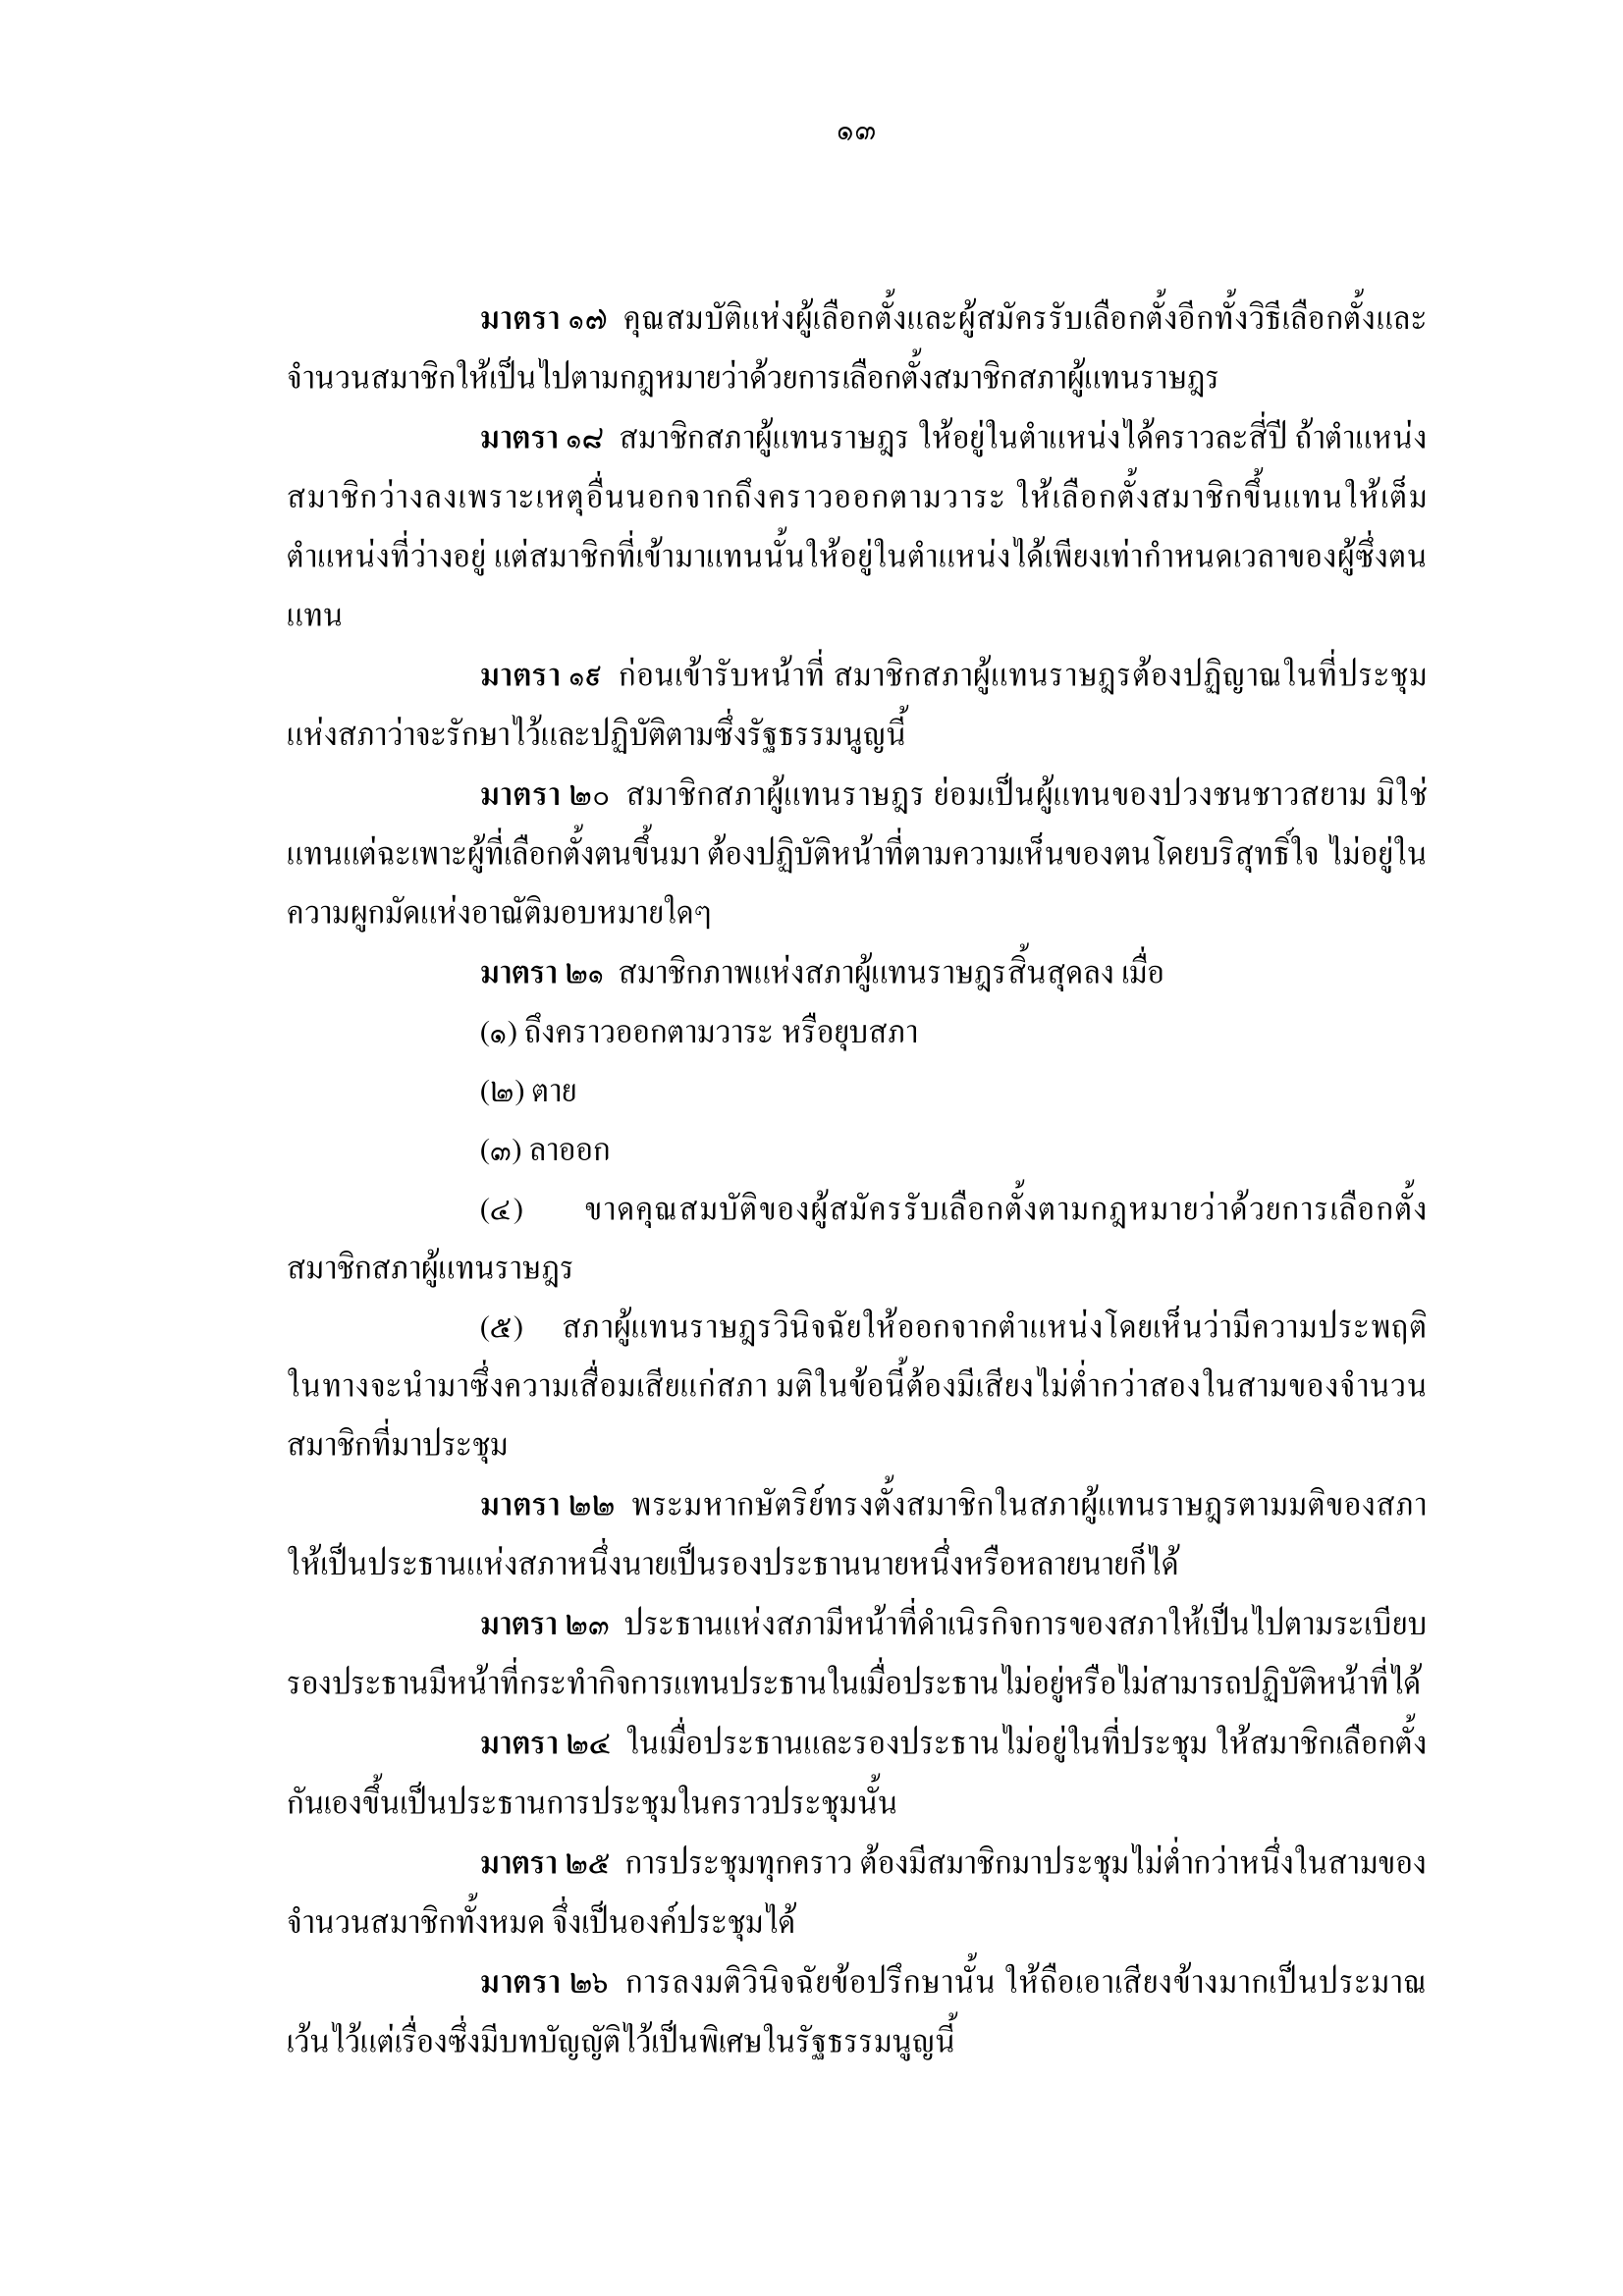 ๑๓
มาตรา ๑๗ คุณสมบัติแห่งผู้เลือกตั้งและผู้สมัครรับเลือกตั้งอีกทั้งวิธีเลือกตั้งและ
จำนวนสมาชิกให้เป็นไปตามกฎหมายว่าด้วยการเลือกตั้งสมาชิกสภาผู้แทนราษฎร
มาตรา ๑๘ สมาชิกสภาผู้แทนราษฎร ให้อยู่ในตำแหน่งได้คราวละสี่ปี ถ้าตำแหน่ง
สมาชิกว่างลงเพราะเหตุอื่นนอกจากถึงคราวออกตามวาระ ให้เลือกตั้งสมาชิกขึ้นแทนให้เต็ม
ตำแหน่งที่ว่างอยู่ แต่สมาชิกที่เข้ามาแทนนั้นให้อยู่ในตำแหน่งได้เพียงเท่ากำหนดเวลาของผู้ซึ่งตน
แทน
มาตรา ๑๙ ก่อนเข้ารับหน้าที่ สมาชิกสภาผู้แทนราษฎรต้องปฏิญาณในที่ประชุม
แห่งสภาว่าจะรักษาไว้และปฏิบัติตามซึ่งรัฐธรรมนูญนี้
มาตรา ๒๐ สมาชิกสภาผู้แทนราษฎร ย่อมเป็นผู้แทนของปวงชนชาวสยาม มิใช่
แทนแต่ฉะเพาะผู้ที่เลือกตั้งตนขึ้นมา ต้องปฏิบัติหน้าที่ตามความเห็นของตนโดยบริสุทธิ์ใจ ไม่อยู่ใน
ความผูกมัดแห่งอาณัติมอบหมายใดๆ
มาตรา ๒๑ สมาชิกภาพแห่งสภาผู้แทนราษฎรสิ้นสุดลง เมื่อ
(๑) ถึงคราวออกตามวาระ หรือยุบสภา
(๒) ตาย
(๓) ลาออก
(๔) ขาดคุณสมบัติของผู้สมัครรับเลือกตั้งตามกฎหมายว่าด้วยการเลือกตั้ง
สมาชิกสภาผู้แทนราษฎร
(๕) สภาผู้แทนราษฎรวินิจฉัยให้ออกจากตำแหน่งโดยเห็นว่ามีความประพฤติ
ในทางจะนำมาซึ่งความเสื่อมเสียแก่สภา มติในข้อนี้ต้องมีเสียงไม่ต่ำกว่าสองในสามของจำนวน
สมาชิกที่มาประชุม
มาตรา ๒๒ พระมหากษัตริย์ทรงตั้งสมาชิกในสภาผู้แทนราษฎรตามมติของสภา
ให้เป็นประธานแห่งสภาหนึ่งนายเป็นรองประธานนายหนึ่งหรือหลายนายก็ได้
มาตรา ๒๓ ประธานแห่งสภามีหน้าที่ดำเนิรกิจการของสภาให้เป็นไปตามระเบียบ
รองประธานมีหน้าที่กระทำกิจการแทนประธานในเมื่อประธานไม่อยู่หรือไม่สามารถปฏิบัติหน้าที่ได้
มาตรา ๒๔ ในเมื่อประธานและรองประธานไม่อยู่ในที่ประชุม ให้สมาชิกเลือกตั้ง
กันเองขึ้นเป็นประธานการประชุมในคราวประชุมนั้น
มาตรา ๒๕ การประชุมทุกคราว ต้องมีสมาชิกมาประชุมไม่ต่ำกว่าหนึ่งในสามของ
จำนวนสมาชิกทั้งหมด จึ่งเป็นองค์ประชุมได้
มาตรา ๒๖ การลงมติวินิจฉัยข้อปรึกษานั้น ให้ถือเอาเสียงข้างมากเป็นประมาณ
เว้นไว้แต่เรื่องซึ่งมีบทบัญญัติไว้เป็นพิเศษในรัฐธรรมนูญนี้